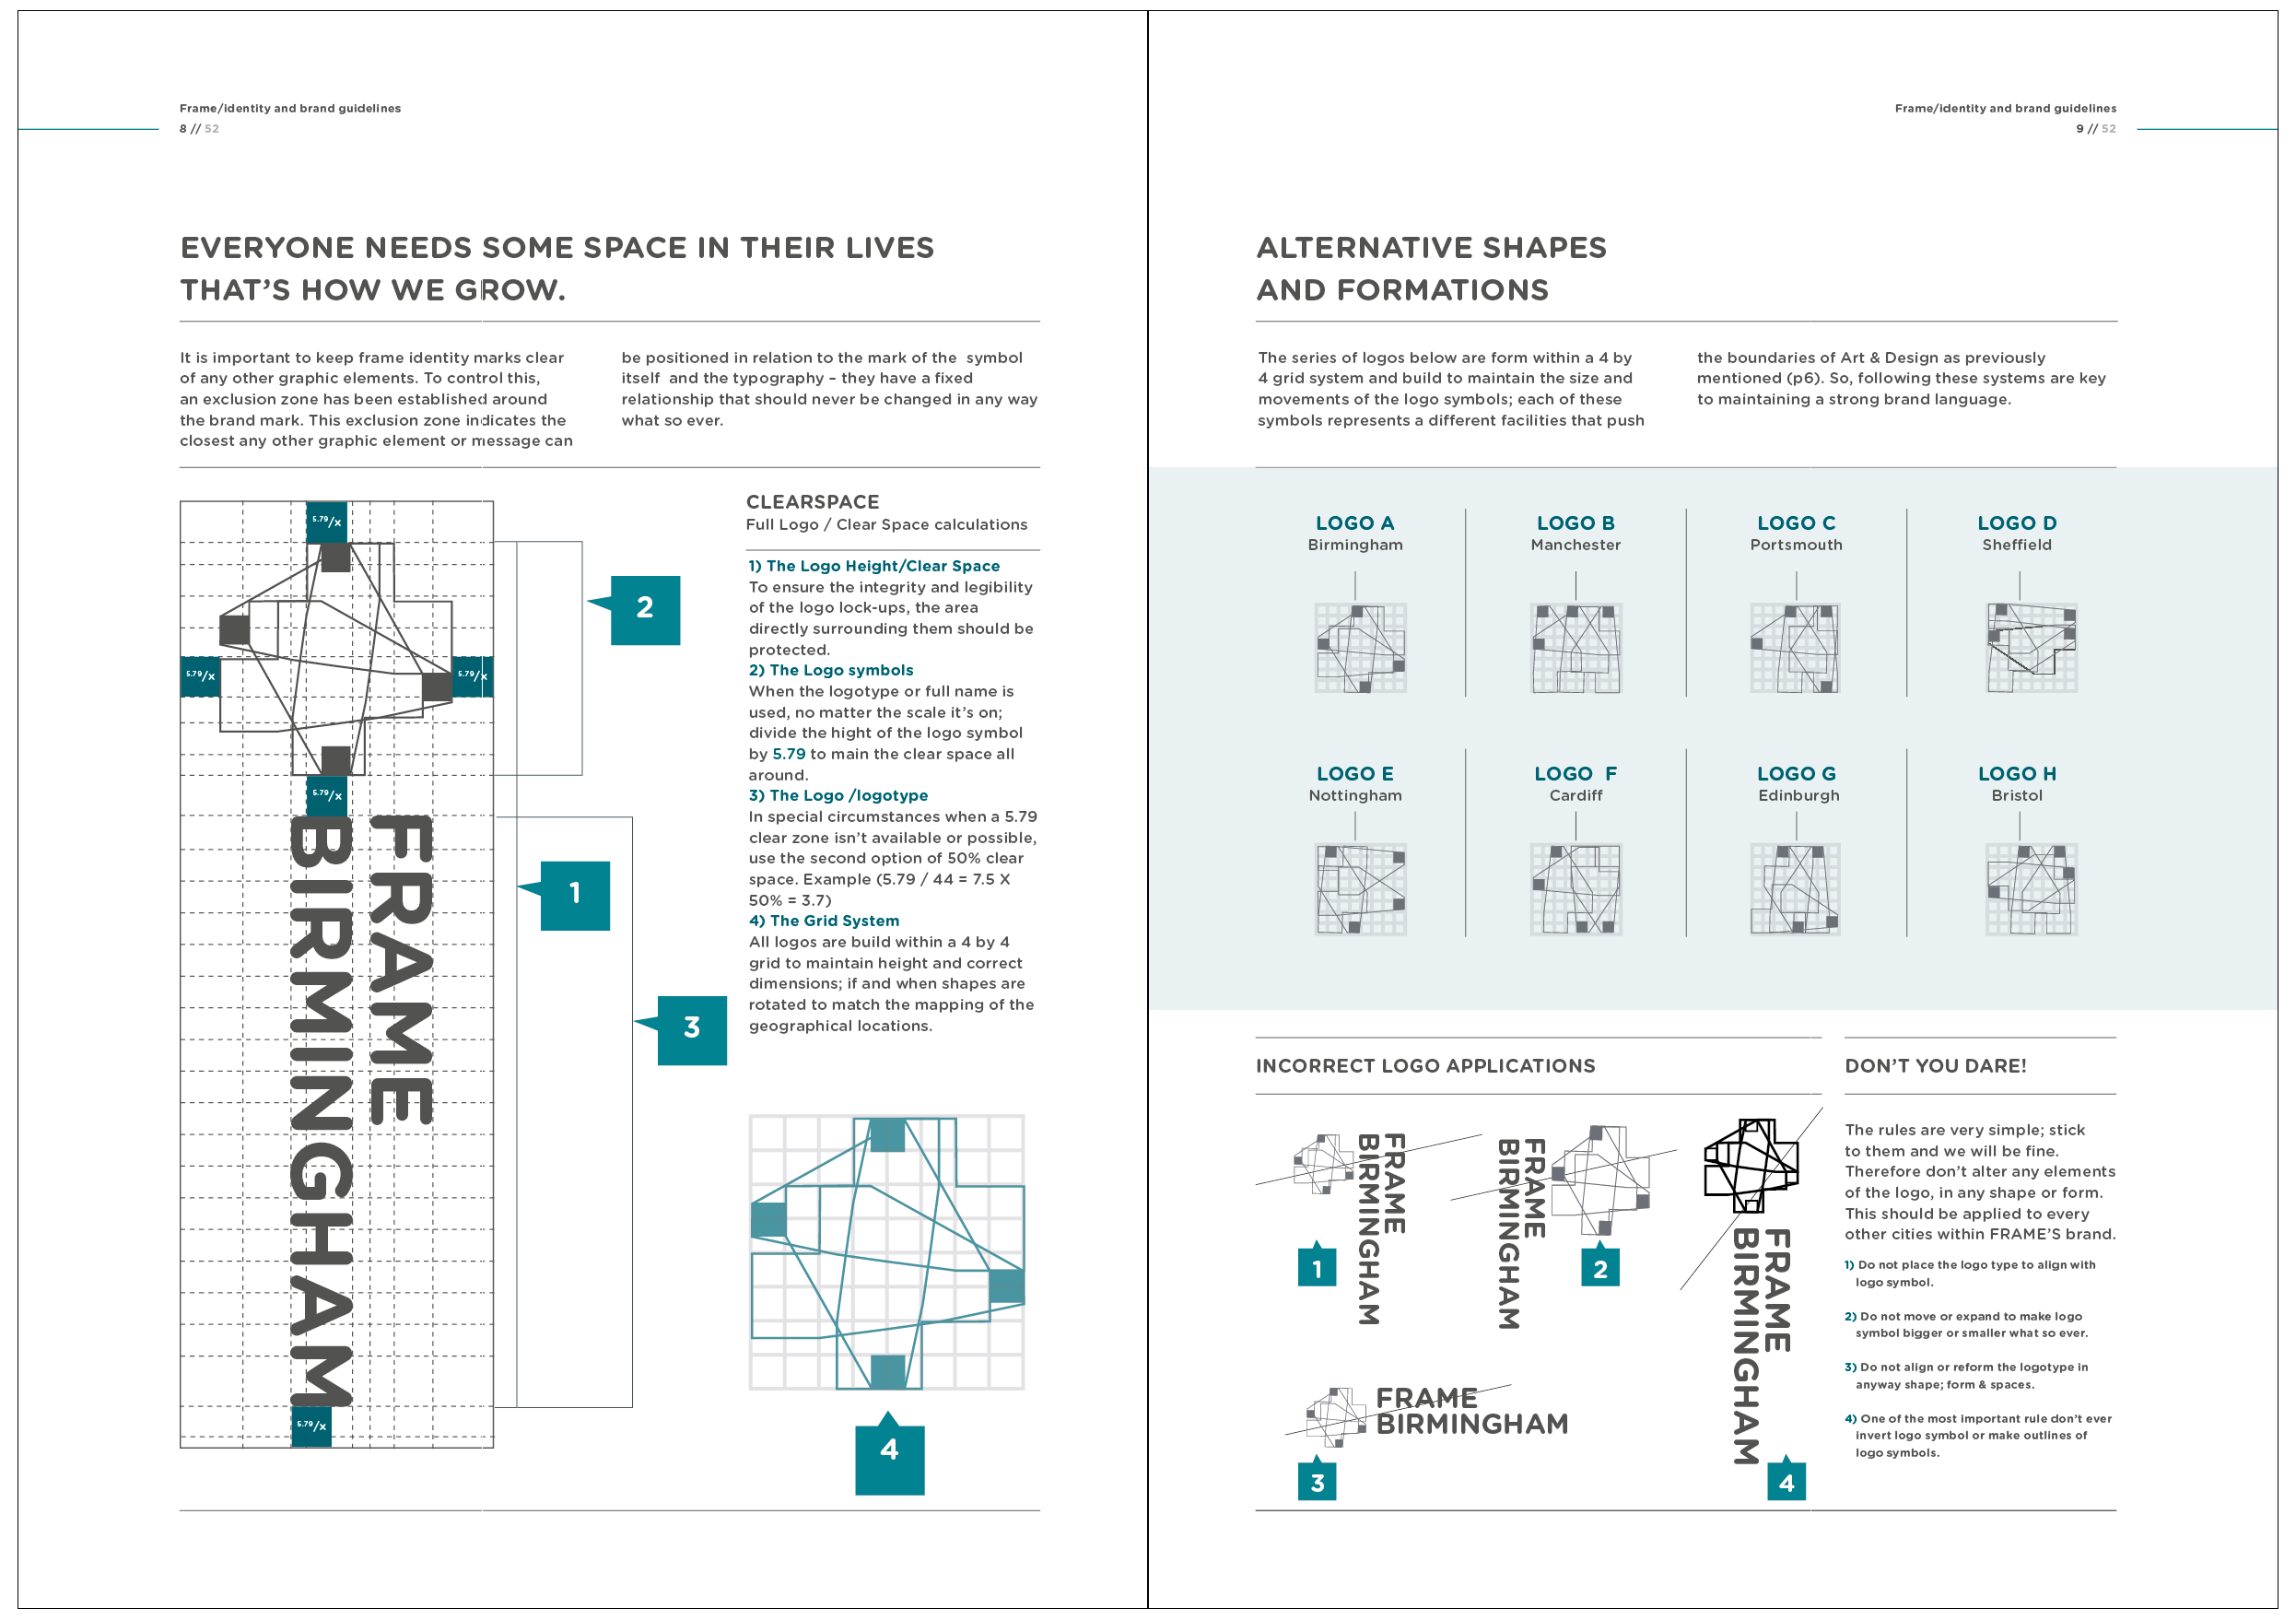 Frame/identity and brand guidelines
8 // 52
EVERYONE NEEDS SOME SPACE IN THEIR LIVES
THAT'S HOW WE GROW.
It is important to keep frame identity marks clear
of any other graphic elements. To control this,
an exclusion zone has been established around
the brand mark. This exclusion zone indicates the
closest any other graphic element or message can
be positioned in relation to the mark of the symbol
itself and the typography – they have a fixed
relationship that should never be changed in any way
what so ever.
5.79/x
5.79/x
5.79/x
5.79/x
FRAME
BIRMINGHAM
5.79/x
2
1
3
CLEARSPACE
Full Logo / Clear Space calculations
1) The Logo Height/Clear Space
To ensure the integrity and legibility
of the logo lock-ups, the area
directly surrounding them should be
protected.
2) The Logo symbols
When the logotype or full name is
used, no matter the scale it's on;
divide the hight of the logo symbol
by 5.79 to main the clear space all
around.
3) The Logo /logotype
In special circumstances when a 5.79
clear zone isn't available or possible,
use the second option of 50% clear
space. Example (5.79 / 44 = 7.5 X
50% = 3.7)
4) The Grid System
All logos are build within a 4 by 4
grid to maintain height and correct
dimensions; if and when shapes are
rotated to match the mapping of the
geographical locations.
4
Frame/identity and brand guidelines
9 // 52
ALTERNATIVE SHAPES
AND FORMATIONS
The series of logos below are form within a 4 by
4 grid system and build to maintain the size and
movements of the logo symbols; each of these
symbols represents a different facilities that push
the boundaries of Art & Design as previously
mentioned (p6). So, following these systems are key
to maintaining a strong brand language.
LOGO A
Birmingham
LOGO B
Manchester
LOGO C
Portsmouth
LOGO D
Sheffield
LOGO E
Nottingham
LOGO F
Cardiff
LOGO G
Edinburgh
LOGO H
Bristol
INCORRECT LOGO APPLICATIONS
FRAME
BIRMINGHAM
1
FRAME
BIRMINGHAM
2
FRAME
BIRMINGHAM
3
FRAME
BIRMINGHAM
4
DON'T YOU DARE!
The rules are very simple; stick
to them and we will be fine.
Therefore don't alter any elements
of the logo, in any shape or form.
This should be applied to every
other cities within FRAME'S brand.
1) Do not place the logo type to align with
logo symbol.
2) Do not move or expand to make logo
symbol bigger or smaller what so ever.
3) Do not align or reform the logotype in
anyway shape; form & spaces.
4) One of the most important rule don't ever
invert logo symbol or make outlines of
logo symbols.